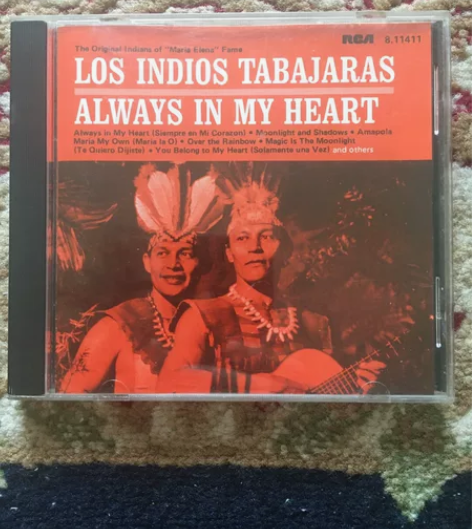 The Original Indians of "Maria Elena" Fame
RCA 8.11411
LOS INDIOS TABAJARAS
ALWAYS IN MY HEART
Always in My Heart (Siempre en Mi Corazon) • Moonlight and Shadows • Amapola
Maria My Own (Maria la O) • Over the Rainbow • Magic Is The Moonlight
(Te Quiero Dijiste) • You Belong to My Heart (Solamente una Vez) and others